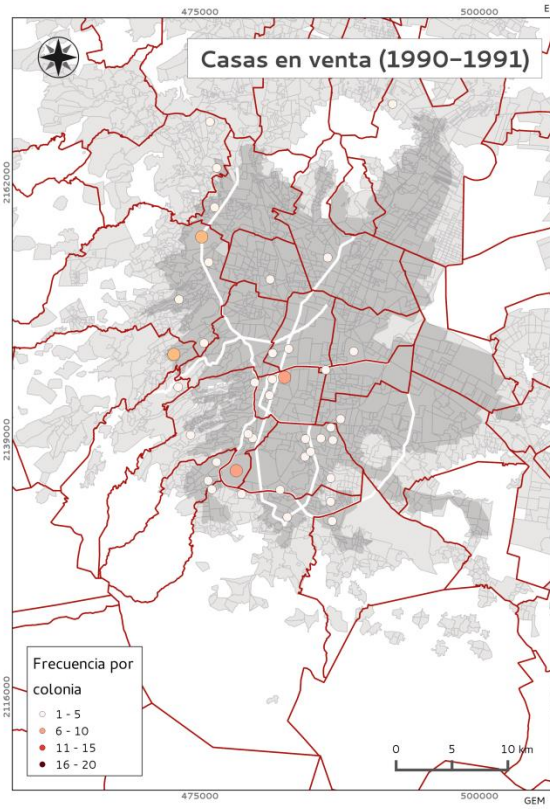 475000
500000
E
Casas en venta (1990-1991)
2162000
2139000
2116000
Frecuencia por
colonia
1 - 5
6 - 10
11 - 15
16 - 20
0 5 10 km
475000
500000
GEM